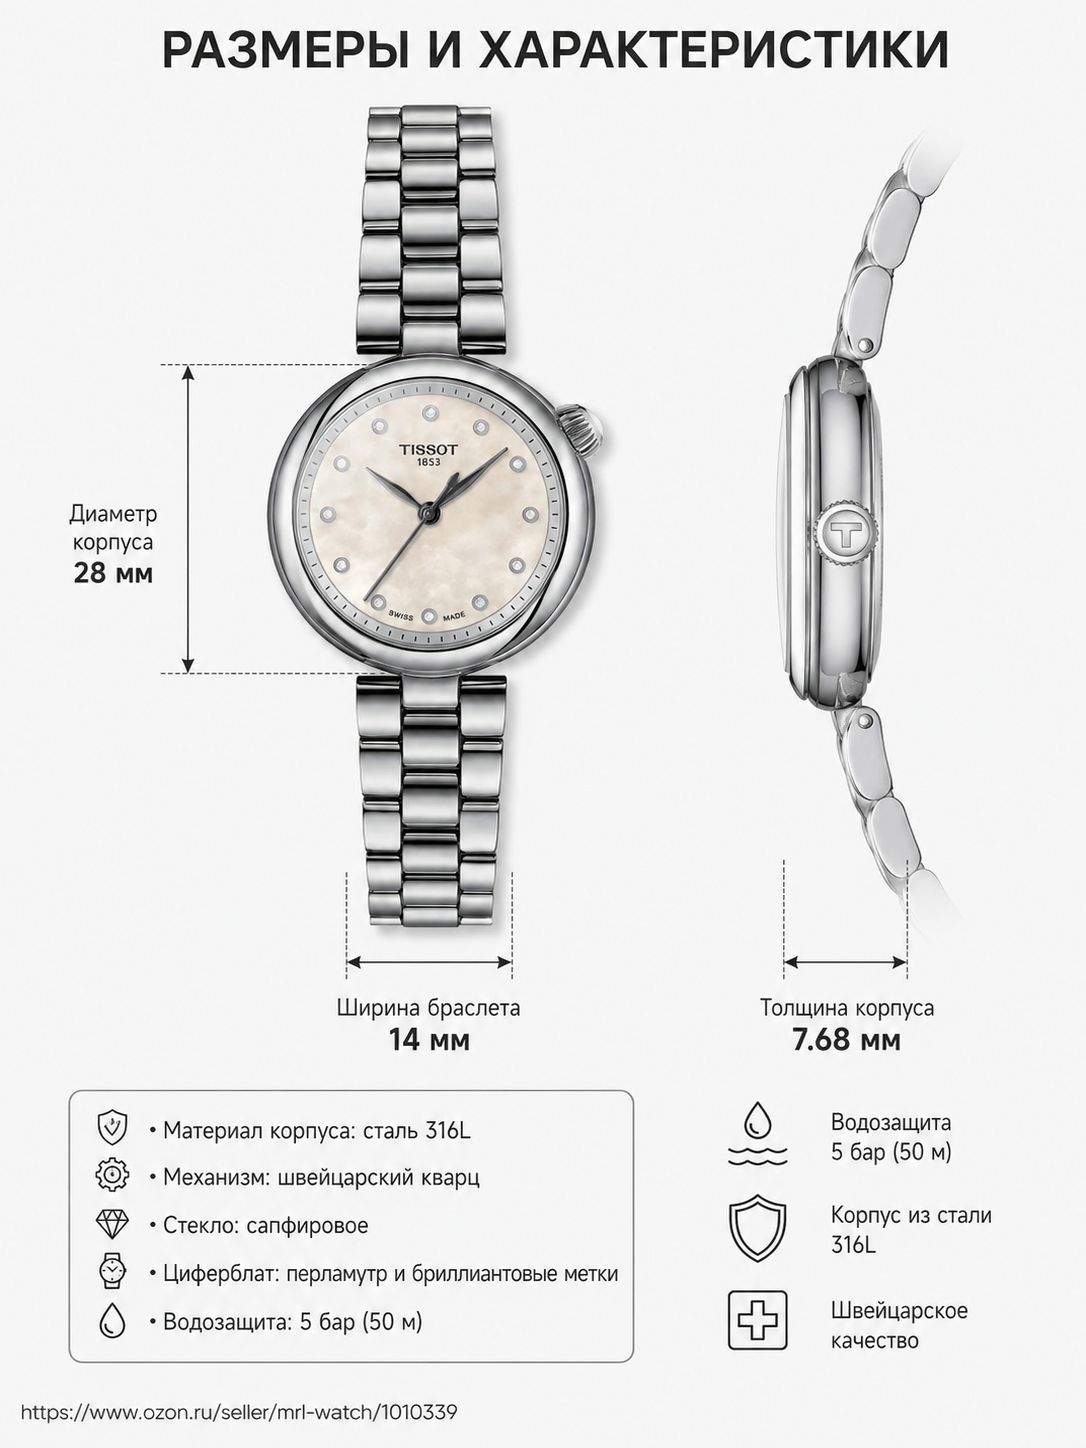 РАЗМЕРЫ И ХАРАКТЕРИСТИКИ
TISSOT
1853
SWISS MADE
Диаметр
корпуса
28 мм
T
Ширина браслета
14 мм
Толщина корпуса
7.68 мм
• Материал корпуса: сталь 316L
• Механизм: швейцарский кварц
• Стекло: сапфировое
• Циферблат: перламутр и бриллиантовые метки
• Водозащита: 5 бар (50 м)
Водозащита
5 бар (50 м)
Корпус из стали
316L
Швейцарское
качество
https://www.ozon.ru/seller/mrl-watch/1010339